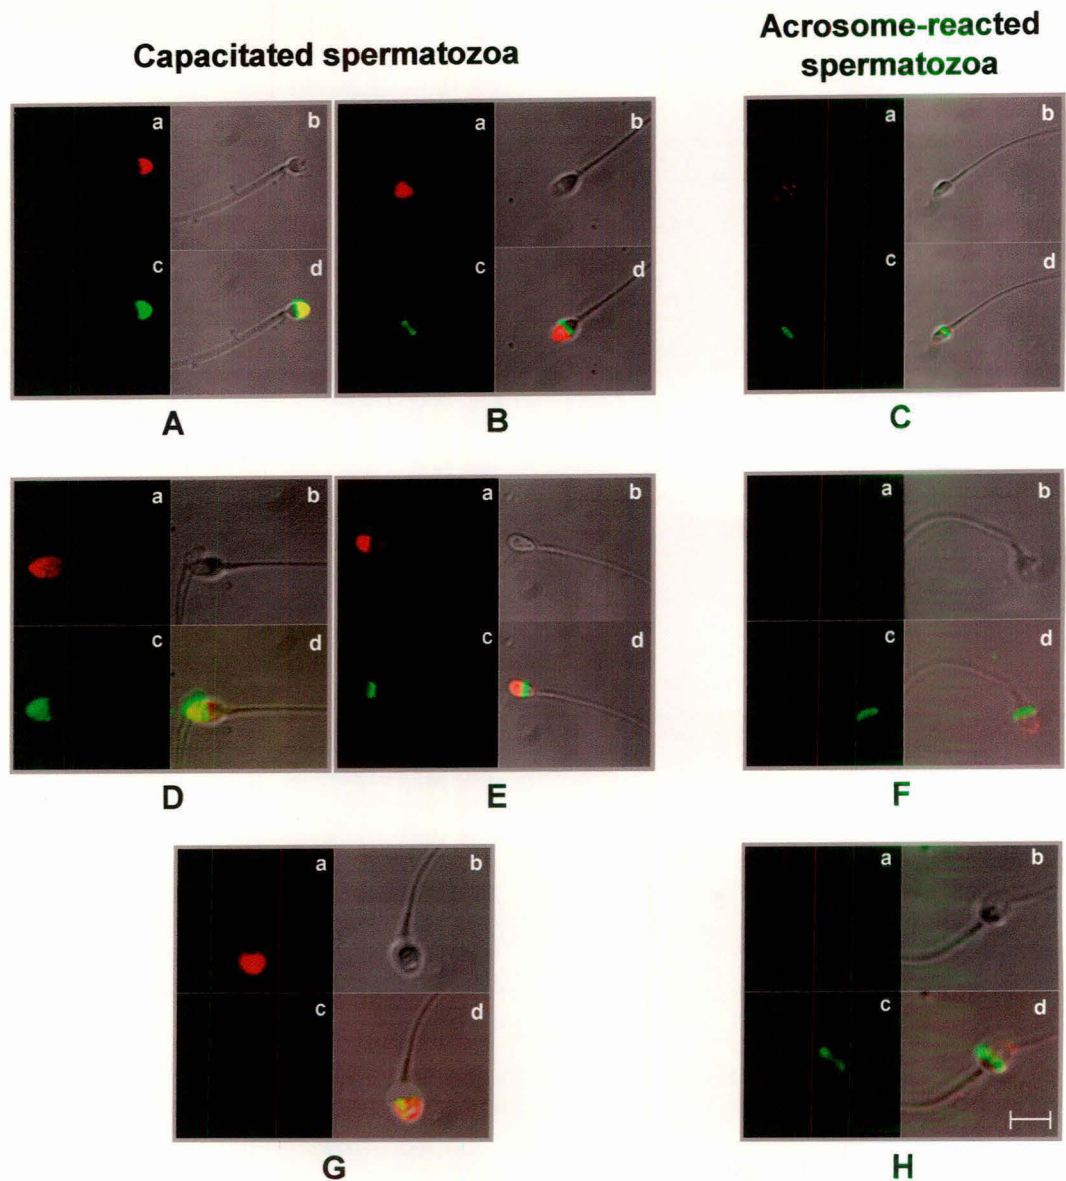 Capacitated spermatozoa
Acrosome-reacted
spermatozoa
a b a b a b
c d c d c d
A B C
a b a b a b
c d c d c d
D E F
a b a b
c d c d
G H